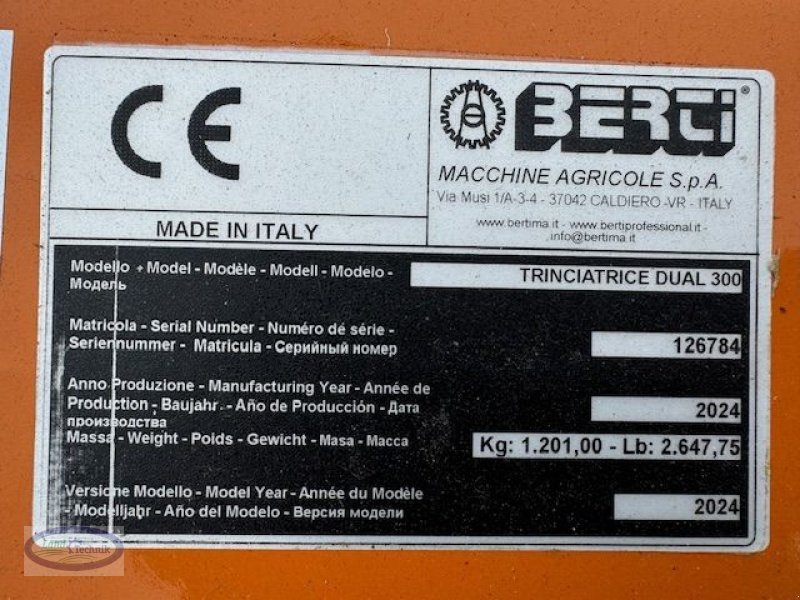 CE
BERTI®
MACCHINE AGRICOLE S.p.A.
Via Musi 1/A-3-4 - 37042 CALDIERO -VR - ITALY
www.bertima.it - www.bertiprofessional.it -
info@bertima.it
MADE IN ITALY
Modello - Model - Modèle - Modell - Modelo -
Модель
TRINCIATRICE DUAL 300
Matricola - Serial Number - Numéro de série -
Seriennummer - Matricula - Серийный номер
126784
Anno Produzione - Manufacturing Year - Année de
Production - Baujahr - Año de Producción - Дата
производства
2024
Massa - Weight - Poids - Gewicht - Masa - Масса
Kg: 1.201,00 - Lb: 2.647,75
Versione Modello - Model Year - Année du Modèle
- Modelljahr - Año del Modelo - Версия модели
2024
Land & Technik